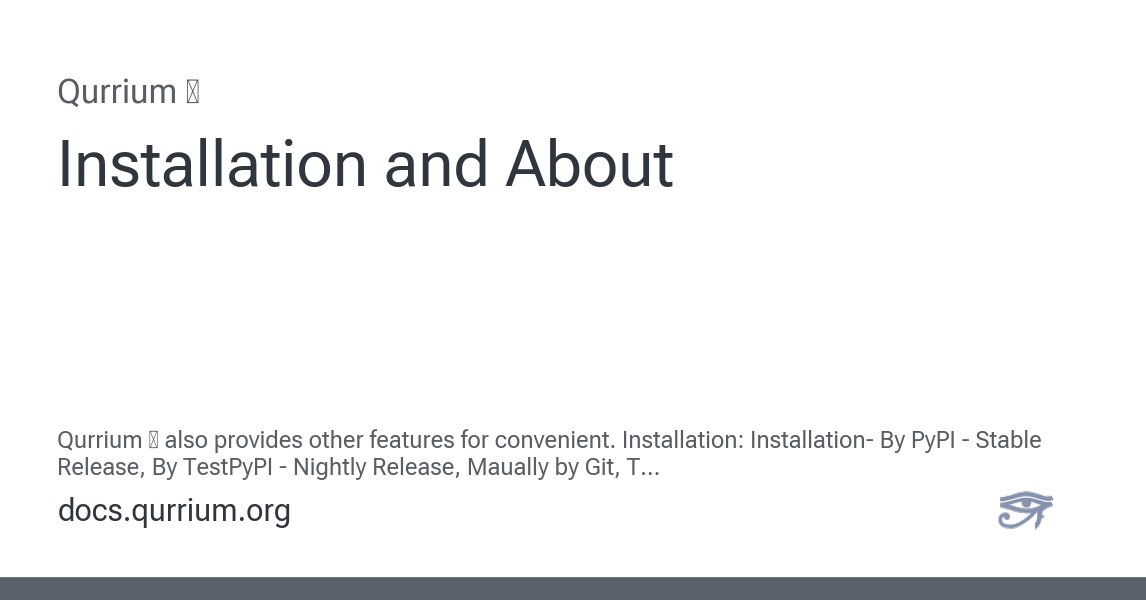 Qurrium
Installation and About
Qurrium also provides other features for convenient. Installation: Installation- By PyPI - Stable
Release, By TestPyPI - Nightly Release, Maually by Git, T...
docs.qurrium.org